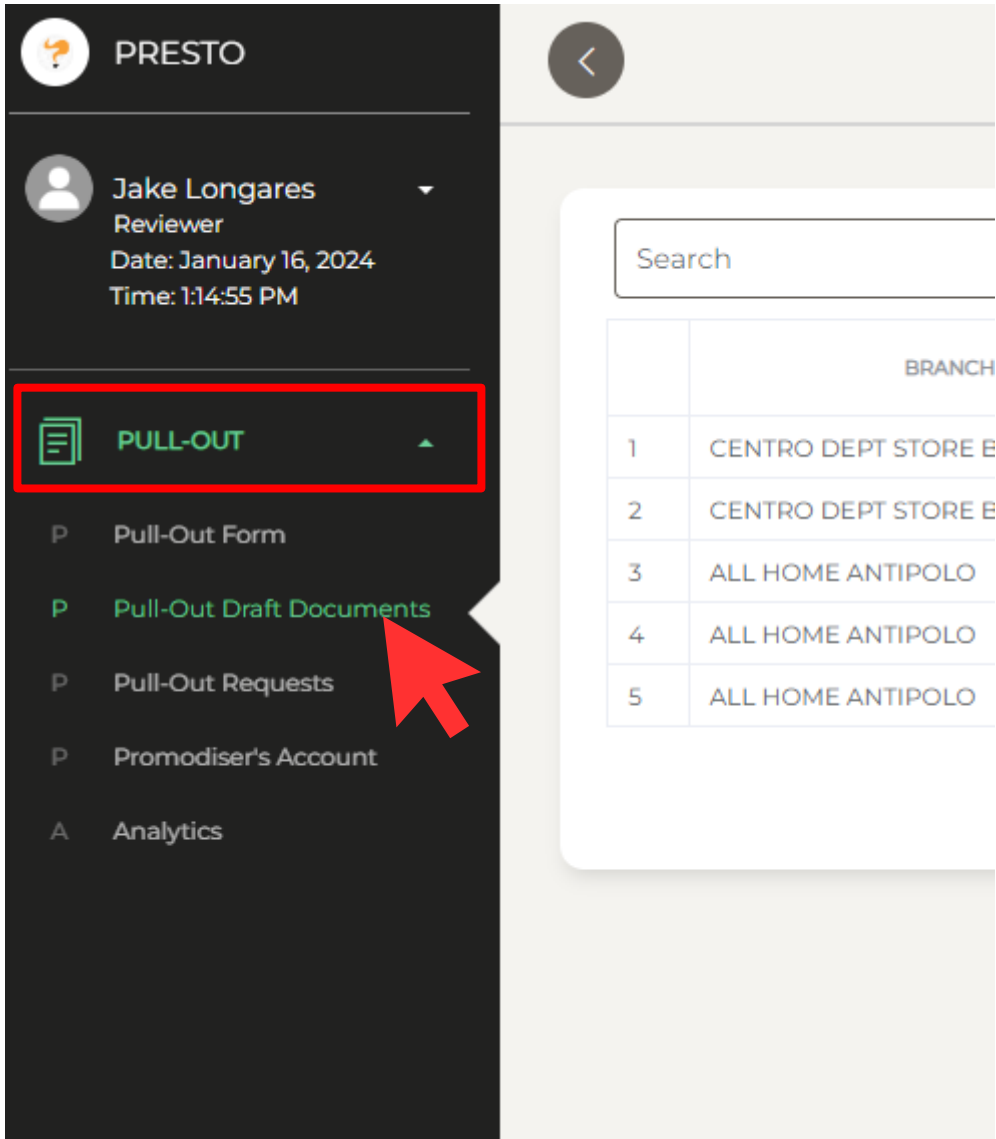 PRESTO
Jake Longares
Reviewer
Date: January 16, 2024
Time: 1:14:55 PM
PULL-OUT
P Pull-Out Form
P Pull-Out Draft Documents
P Pull-Out Requests
P Promodiser's Account
A Analytics
Search
BRANCH
1 CENTRO DEPT STORE B
2 CENTRO DEPT STORE B
3 ALL HOME ANTIPOLO
4 ALL HOME ANTIPOLO
5 ALL HOME ANTIPOLO